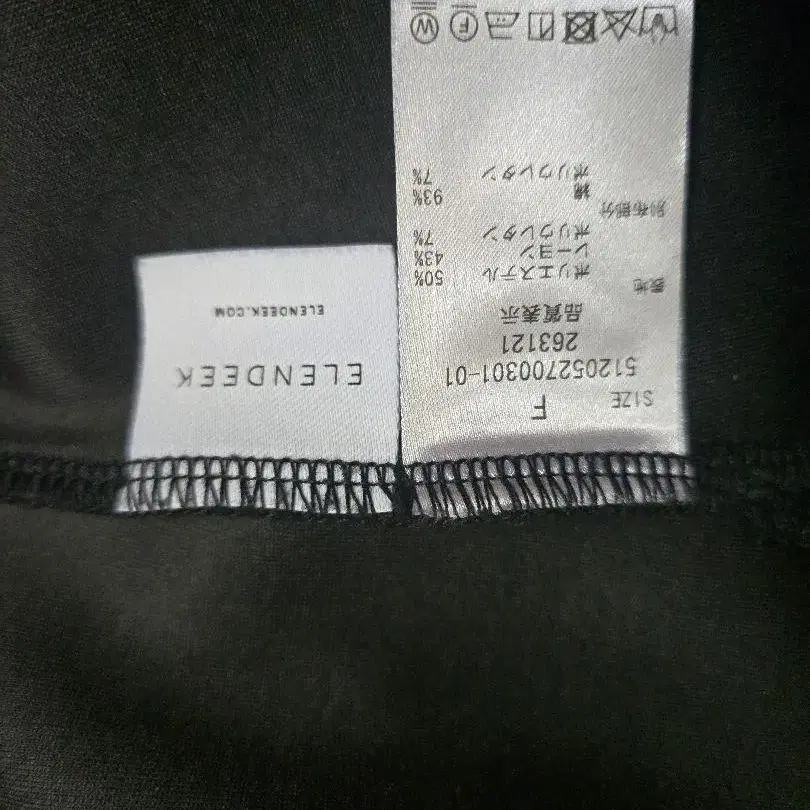 SIZE F
512052700301-01
263121
品質表示
表地
ポリエステル 50%
レーヨン 43%
ポリウレタン 7%
別布部分
綿 93%
ポリウレタン 7%
W F
ELENDEEK
ELENDEEK.COM